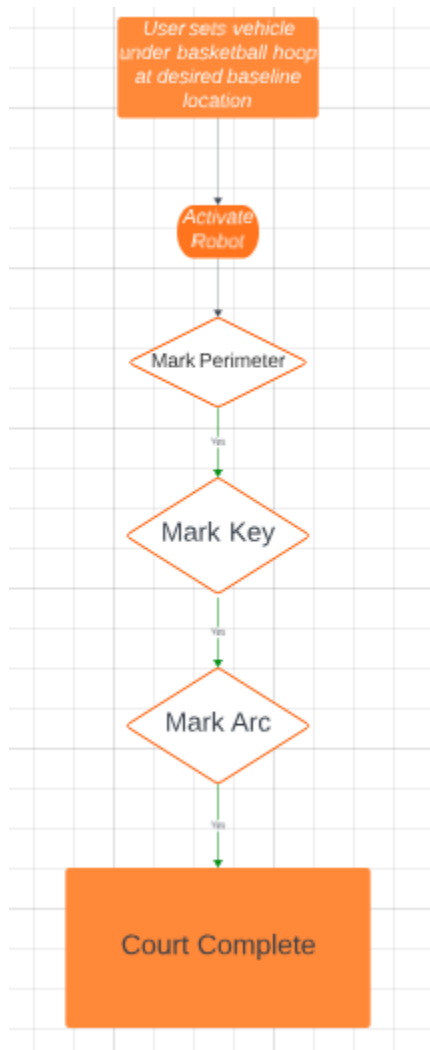 User sets vehicle
under basketball hoop
at desired baseline
location
Activate
Robot
Mark Perimeter
Yes
Mark Key
Yes
Mark Arc
Yes
Court Complete